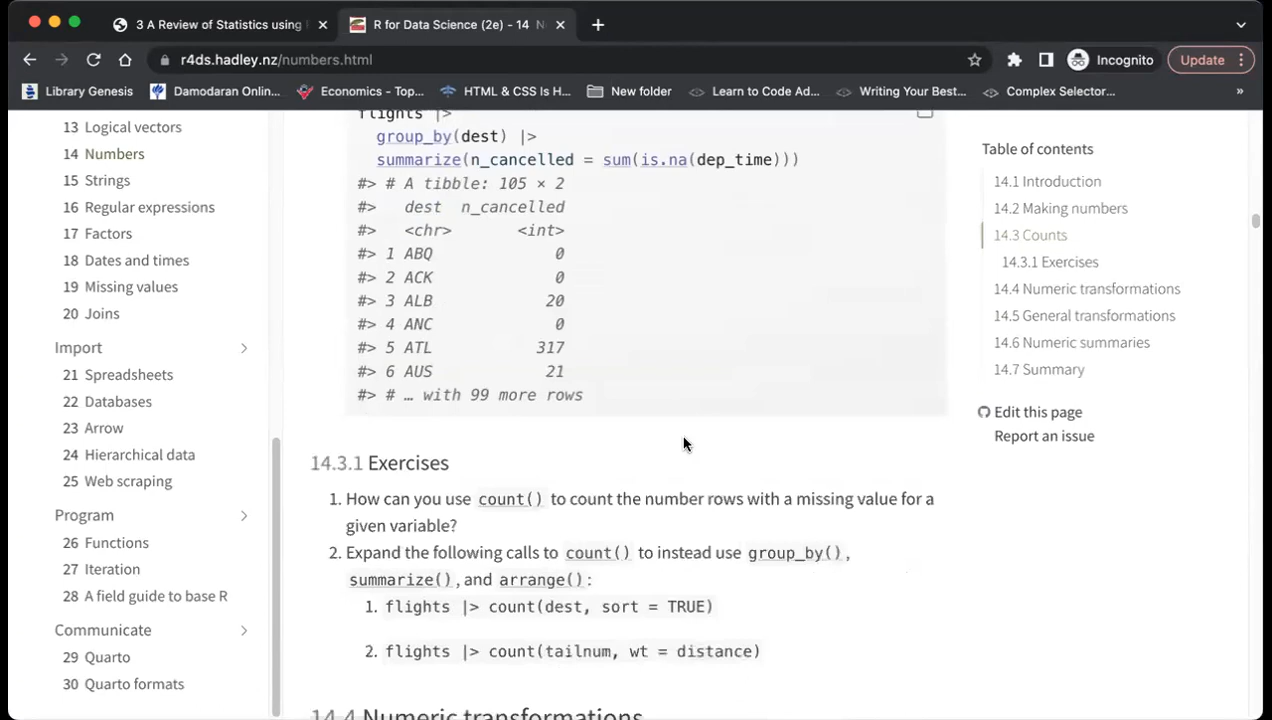 3 A Review of Statistics using
R for Data Science (2e) - 14 N
r4ds.hadley.nz/numbers.html
Incognito
Update
Library Genesis
Damodaran Onlin...
Economics - Top...
HTML & CSS Is H...
New folder
Learn to Code Ad...
Writing Your Best...
Complex Selector...
»
13 Logical vectors
14 Numbers
15 Strings
16 Regular expressions
17 Factors
18 Dates and times
19 Missing values
20 Joins
Import
21 Spreadsheets
22 Databases
23 Arrow
24 Hierarchical data
25 Web scraping
Program
26 Functions
27 Iteration
28 A field guide to base R
Communicate
29 Quarto
30 Quarto formats
flights |>
group_by(dest) |>
summarize(n_cancelled = sum(is.na(dep_time)))
#> # A tibble: 105 × 2
#> dest n_cancelled
#> <chr> <int>
#> 1 ABQ 0
#> 2 ACK 0
#> 3 ALB 20
#> 4 ANC 0
#> 5 ATL 317
#> 6 AUS 21
#> # … with 99 more rows
14.3.1 Exercises
1. How can you use count() to count the number rows with a missing value for a
given variable?
2. Expand the following calls to count() to instead use group_by(),
summarize(), and arrange():
1. flights |> count(dest, sort = TRUE)
2. flights |> count(tailnum, wt = distance)
14.4 Numeric transformations
Table of contents
14.1 Introduction
14.2 Making numbers
14.3 Counts
14.3.1 Exercises
14.4 Numeric transformations
14.5 General transformations
14.6 Numeric summaries
14.7 Summary
Edit this page
Report an issue